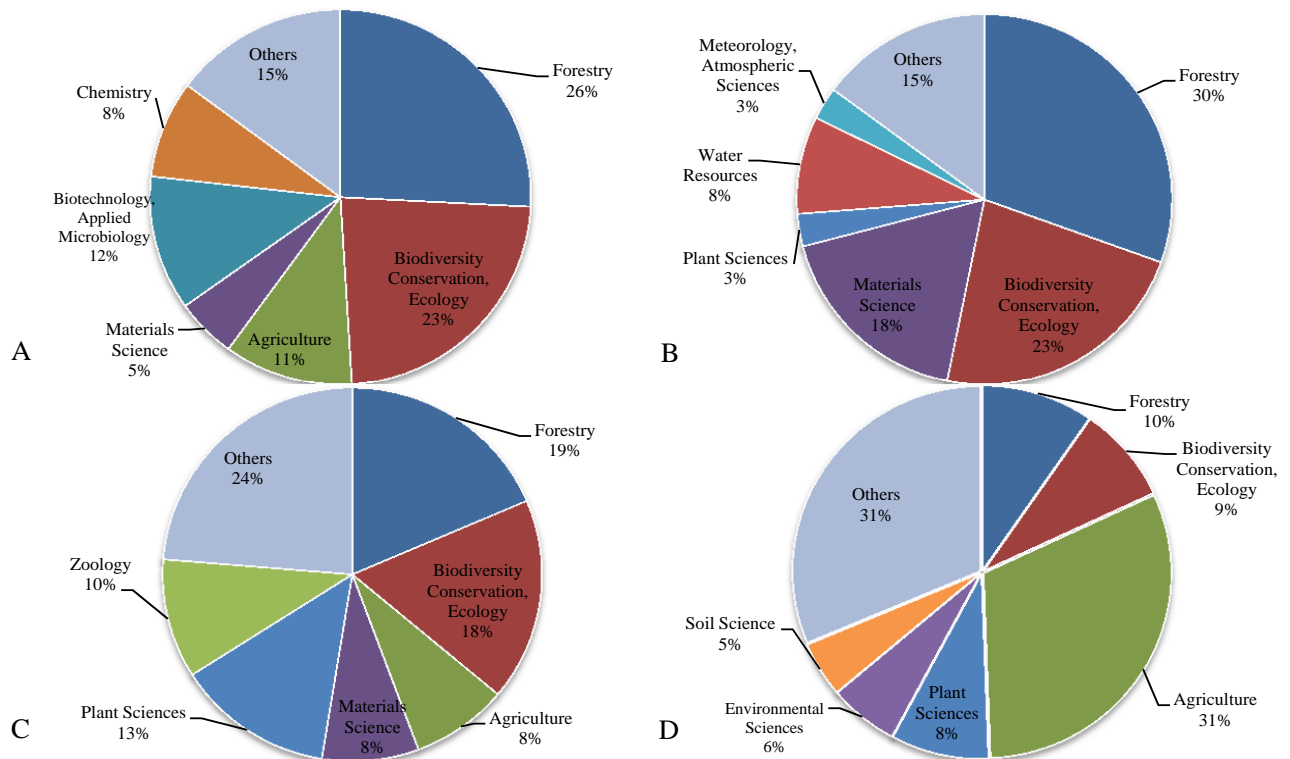 Others
15%
Forestry
26%
Chemistry
8%
Biotechnology,
Applied
Microbiology
12%
Biodiversity
Conservation,
Ecology
23%
Materials
Science
5%
Agriculture
11%
A
Meteorology,
Atmospheric
Sciences
3%
Others
15%
Forestry
30%
Water
Resources
8%
Plant Sciences
3%
Materials
Science
18%
Biodiversity
Conservation,
Ecology
23%
B
Forestry
19%
Others
24%
Zoology
10%
Biodiversity
Conservation,
Ecology
18%
Plant Sciences
13%
Materials
Science
8%
Agriculture
8%
C
Forestry
10%
Biodiversity
Conservation,
Ecology
9%
Others
31%
Soil Science
5%
Environmental
Sciences
6%
Plant
Sciences
8%
Agriculture
31%
D